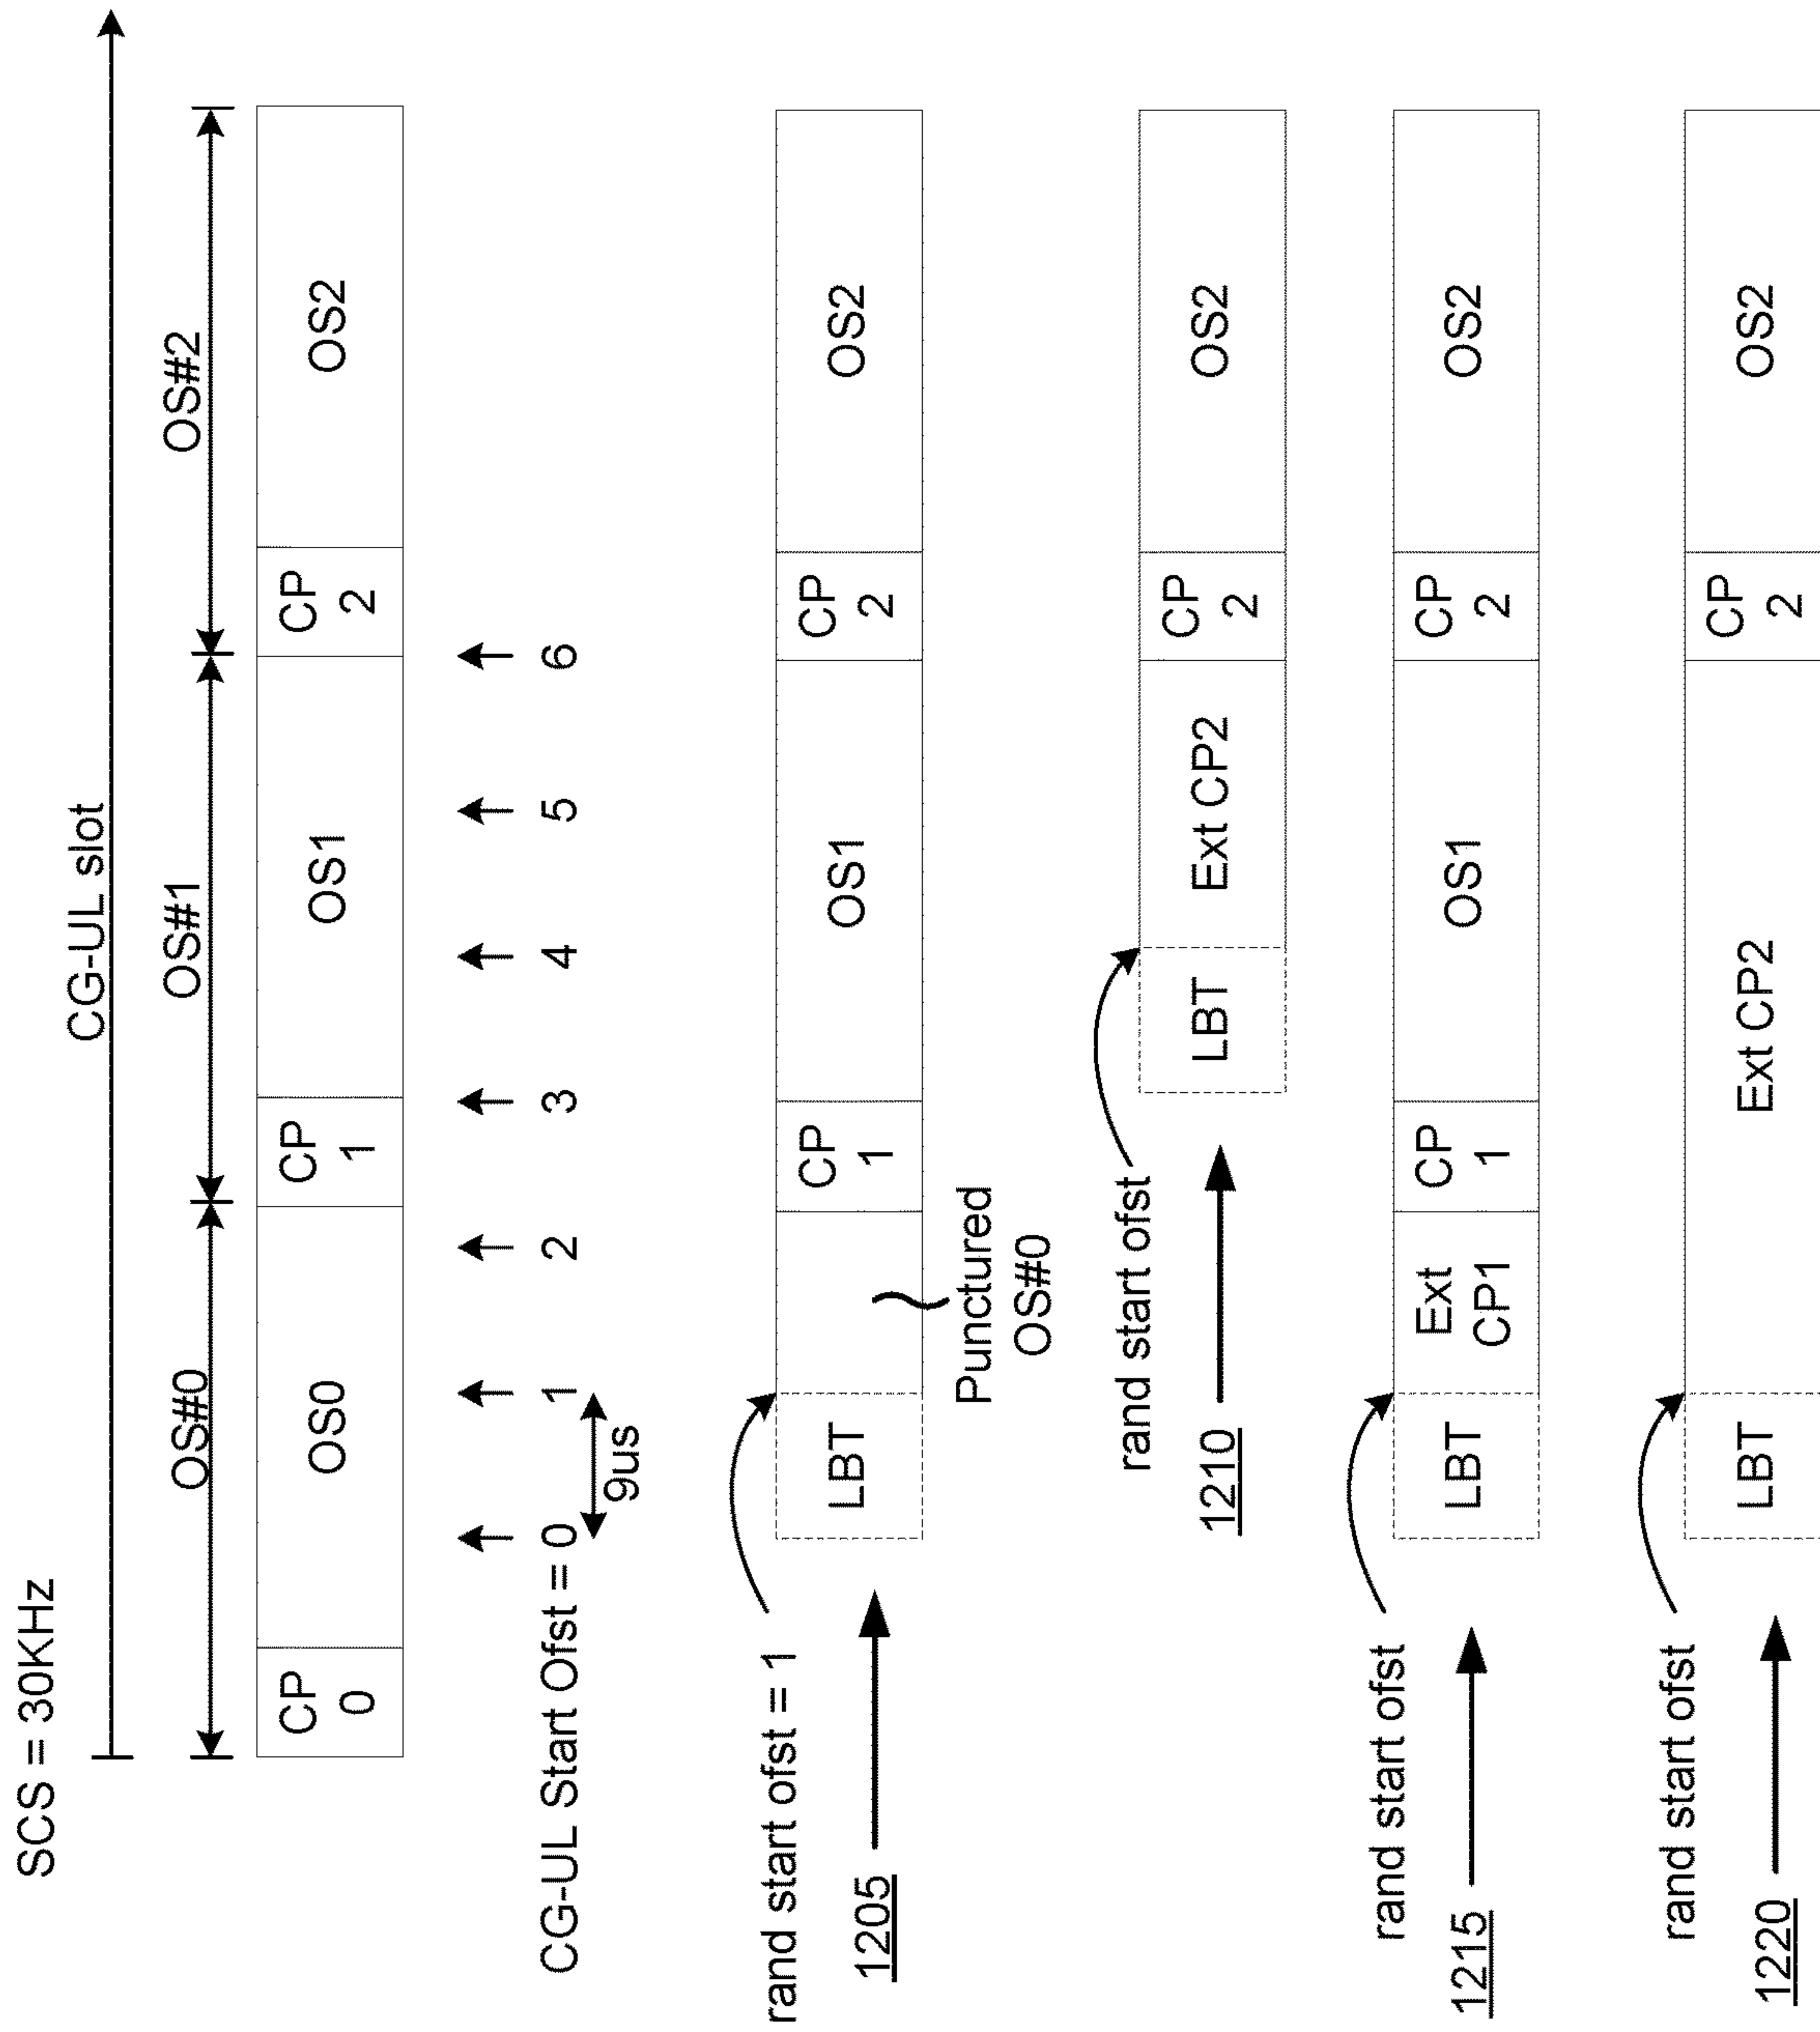 SCS = 30KHz
CG-UL slot
OS#0 OS#1 OS#2
CP 0 OS0 CP 1 OS1 CP 2 OS2
CG-UL Start Ofst = 0 1 2 3 4 5 6
9us
rand start ofst = 1
1205
LBT CP 1 OS1 CP 2 OS2
Punctured
OS#0
rand start ofst
1210
LBT Ext CP2 CP 2 OS2
rand start ofst
1215
LBT Ext CP1 CP 1 OS1 CP 2 OS2
rand start ofst
1220
LBT Ext CP2 CP 2 OS2